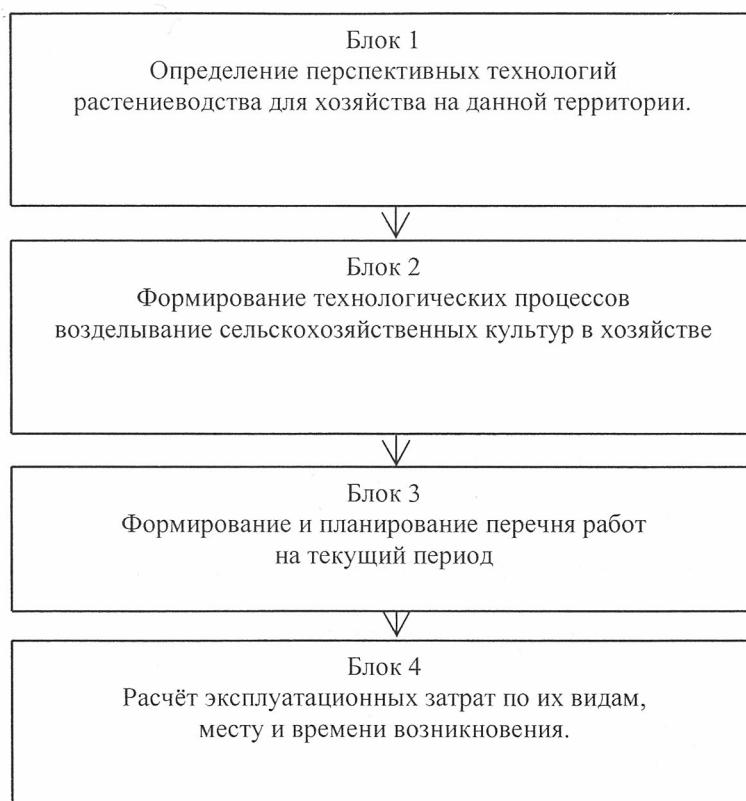 Блок 1
Определение перспективных технологий
растениеводства для хозяйства на данной территории.
Блок 2
Формирование технологических процессов
возделывание сельскохозяйственных культур в хозяйстве
Блок 3
Формирование и планирование перечня работ
на текущий период
Блок 4
Расчёт эксплуатационных затрат по их видам,
месту и времени возникновения.